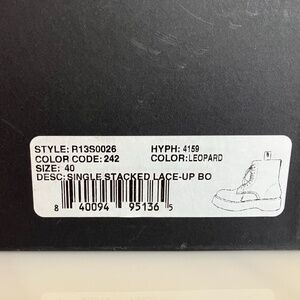 STYLE: R13S0026 HYPH: 4159
COLOR CODE: 242 COLOR: LEOPARD
SIZE: 40
DESC: SINGLE STACKED LACE-UP BO
8 40094 95136 5